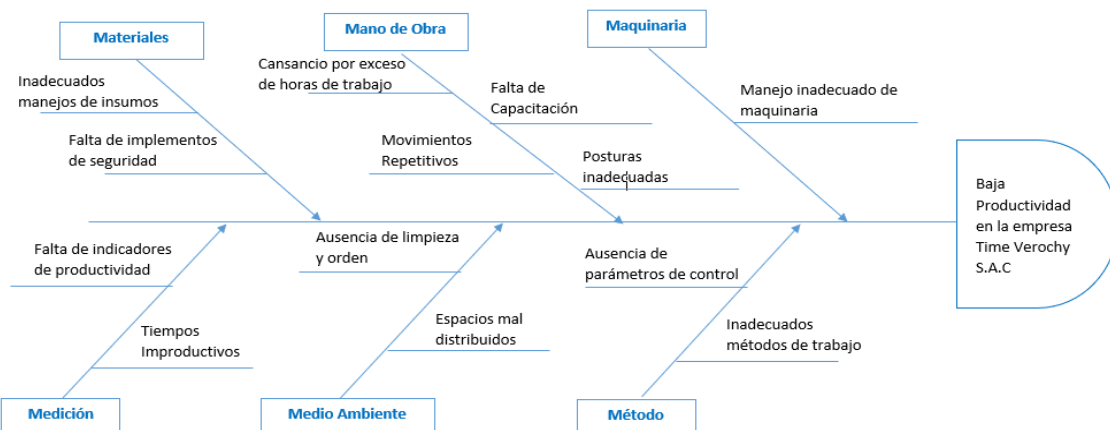 Materiales
Mano de Obra
Maquinaria
Inadecuados
manejos de insumos
Falta de implementos
de seguridad
Cansancio por exceso
de horas de trabajo
Falta de
Capacitación
Movimientos
Repetitivos
Posturas
inadecuadas
Manejo inadecuado de
maquinaria
Baja
Productividad
en la empresa
Time Verochy
S.A.C
Falta de indicadores
de productividad
Tiempos
Improductivos
Ausencia de limpieza
y orden
Espacios mal
distribuidos
Ausencia de
parámetros de control
Inadecuados
métodos de trabajo
Medición
Medio Ambiente
Método